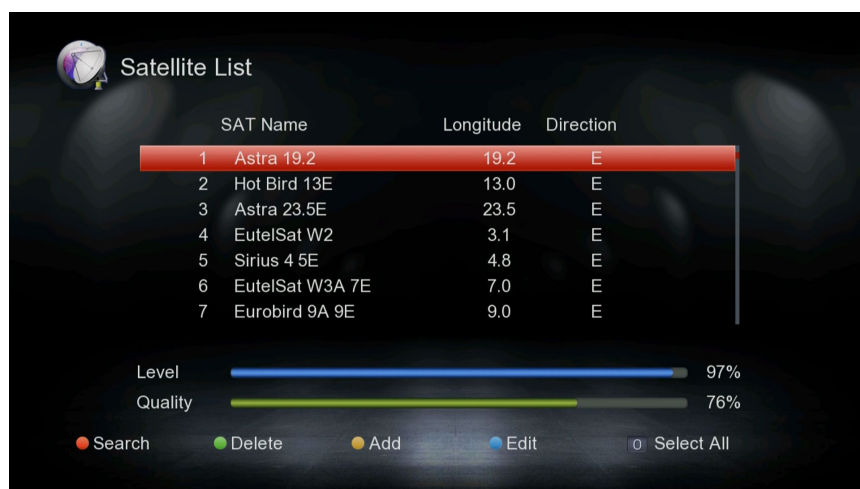 Satellite List
SAT Name Longitude Direction
1 Astra 19.2 19.2 E
2 Hot Bird 13E 13.0 E
3 Astra 23.5E 23.5 E
4 EutelSat W2 3.1 E
5 Sirius 4 5E 4.8 E
6 EutelSat W3A 7E 7.0 E
7 Eurobird 9A 9E 9.0 E
Level 97%
Quality 76%
Search Delete Add Edit 0 Select All